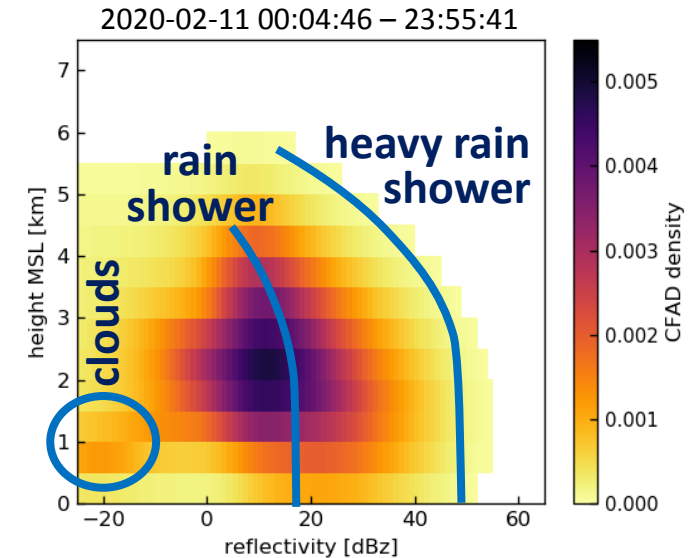 2020-02-11 00:04:46 – 23:55:41
7
6
5
4
3
2
1
0
height MSL [km]
clouds
rain
shower
heavy rain
shower
−20
0
20
40
60
reflectivity [dBz]
0.005
0.004
0.003
0.002
0.001
0.000
CFAD density